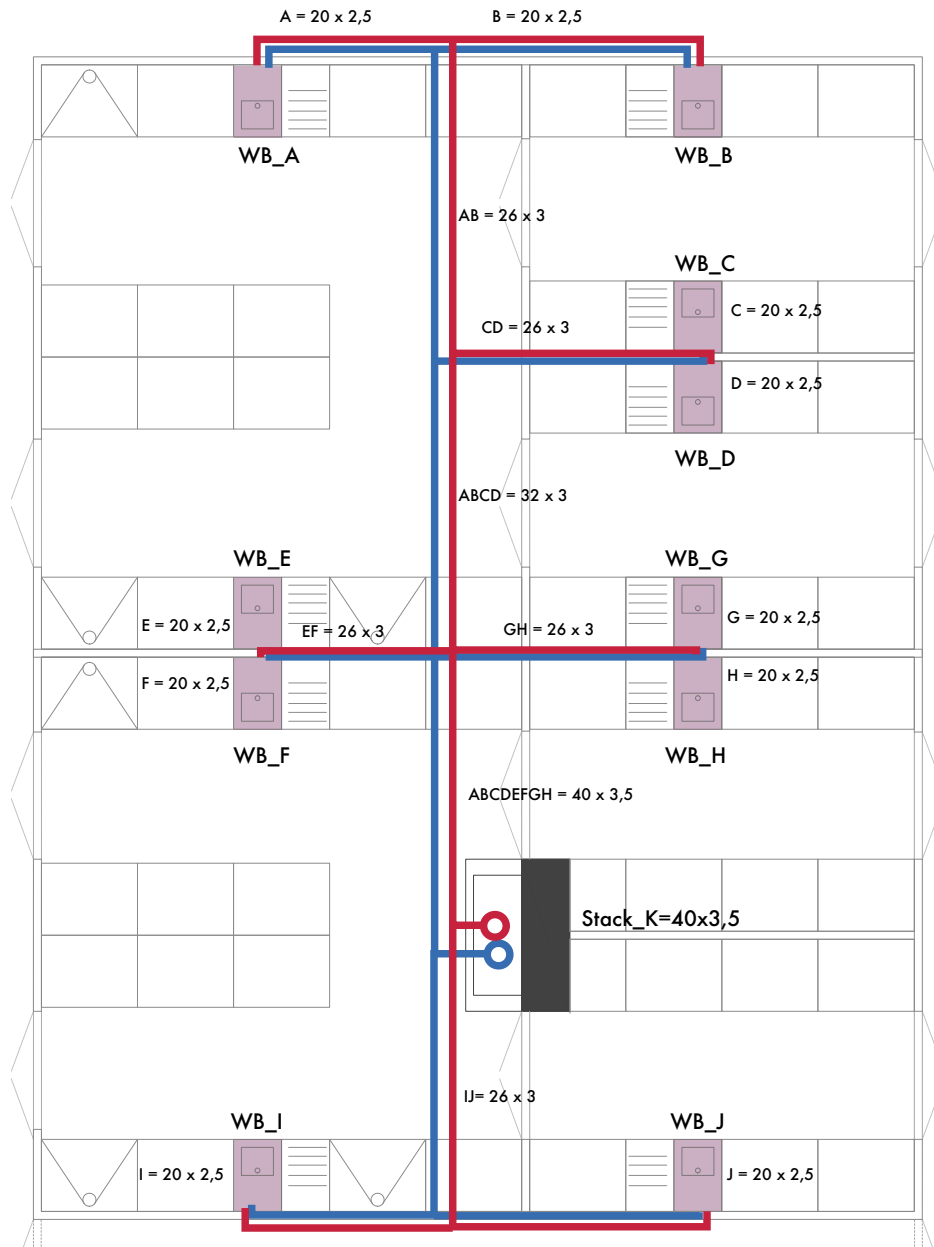 A = 20 x 2,5
B = 20 x 2,5
WB_A
WB_B
AB = 26 x 3
WB_C
C = 20 x 2,5
CD = 26 x 3
D = 20 x 2,5
WB_D
ABCD = 32 x 3
WB_E
WB_G
E = 20 x 2,5
EF = 26 x 3
GH = 26 x 3
G = 20 x 2,5
F = 20 x 2,5
H = 20 x 2,5
WB_F
WB_H
ABCDEFGH = 40 x 3,5
Stack_K=40x3,5
IJ= 26 x 3
WB_I
WB_J
I = 20 x 2,5
J = 20 x 2,5